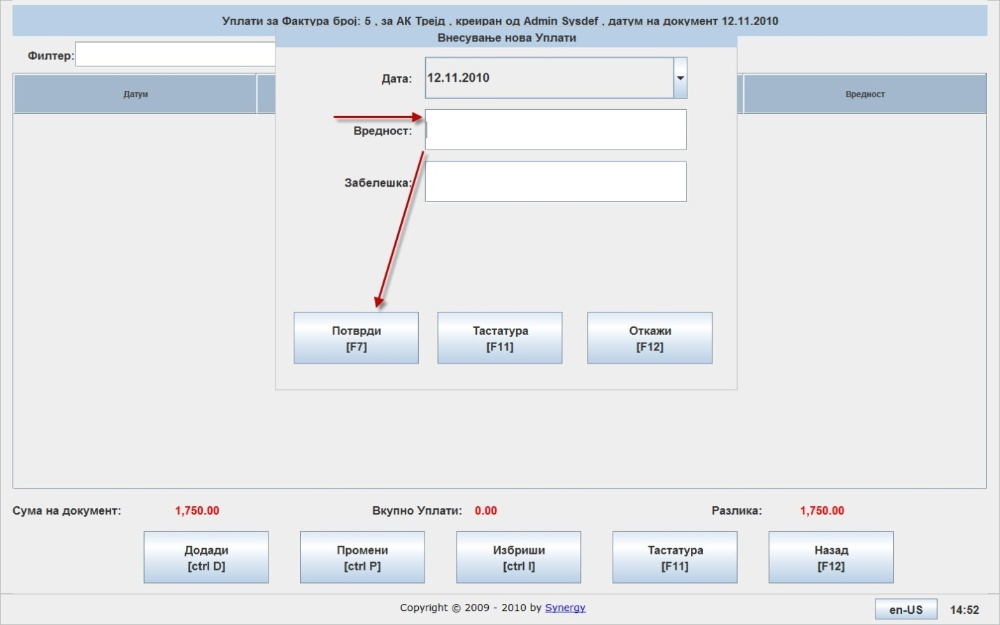 Уплати за Фактура број: 5 , за АК Трејд , креиран од Admin Sysdef , датум на документ 12.11.2010
Внесување нова Уплати
Филтер:
Дата: 12.11.2010
Датум
Вредност
Вредност:
Забелешка:
Потврди
[F7]
Тастатура
[F11]
Откажи
[F12]
Сума на документ: 1,750.00
Вкупно Уплати: 0.00
Разлика: 1,750.00
Додади
[ctrl D]
Промени
[ctrl P]
Избриши
[ctrl I]
Тастатура
[F11]
Назад
[F12]
Copyright © 2009 - 2010 by Synergy
en-US
14:52